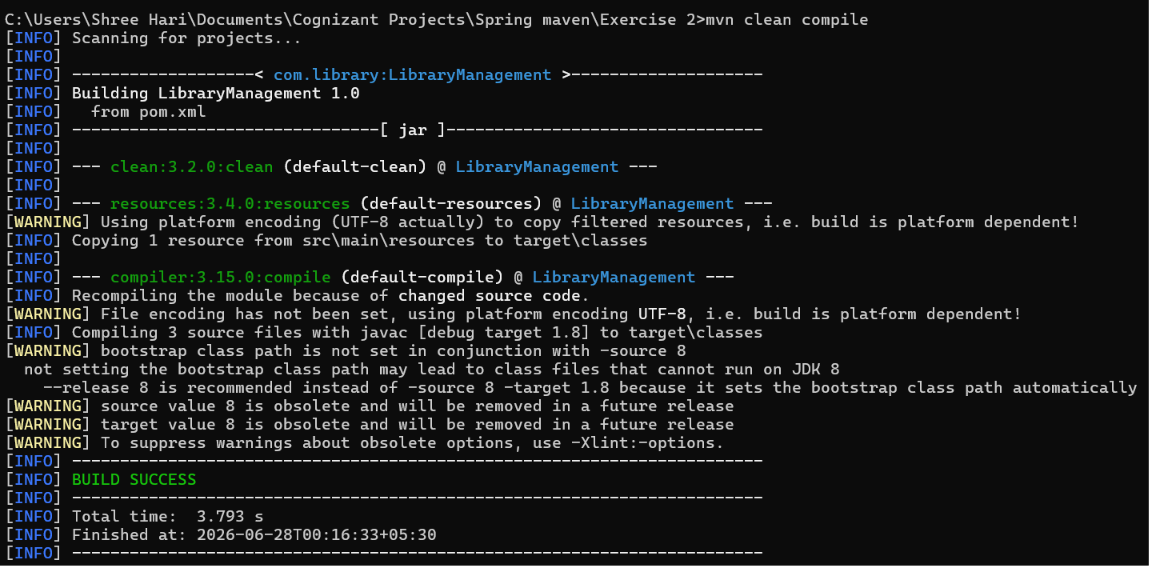 C:\Users\Shree Hari\Documents\Cognizant Projects\Spring maven\Exercise 2>mvn clean compile
[INFO] Scanning for projects...
[INFO]
[INFO] -------------------< com.library:LibraryManagement >--------------------
[INFO] Building LibraryManagement 1.0
[INFO]   from pom.xml
[INFO] --------------------------------[ jar ]---------------------------------
[INFO]
[INFO] --- clean:3.2.0:clean (default-clean) @ LibraryManagement ---
[INFO]
[INFO] --- resources:3.4.0:resources (default-resources) @ LibraryManagement ---
[WARNING] Using platform encoding (UTF-8 actually) to copy filtered resources, i.e. build is platform dependent!
[INFO] Copying 1 resource from src\main\resources to target\classes
[INFO]
[INFO] --- compiler:3.15.0:compile (default-compile) @ LibraryManagement ---
[INFO] Recompiling the module because of changed source code.
[WARNING] File encoding has not been set, using platform encoding UTF-8, i.e. build is platform dependent!
[INFO] Compiling 3 source files with javac [debug target 1.8] to target\classes
[WARNING] bootstrap class path is not set in conjunction with -source 8
  not setting the bootstrap class path may lead to class files that cannot run on JDK 8
    --release 8 is recommended instead of -source 8 -target 1.8 because it sets the bootstrap class path automatically
[WARNING] source value 8 is obsolete and will be removed in a future release
[WARNING] target value 8 is obsolete and will be removed in a future release
[WARNING] To suppress warnings about obsolete options, use -Xlint:-options.
[INFO] ------------------------------------------------------------------------
[INFO] BUILD SUCCESS
[INFO] ------------------------------------------------------------------------
[INFO] Total time:  3.793 s
[INFO] Finished at: 2026-06-28T00:16:33+05:30
[INFO] ------------------------------------------------------------------------